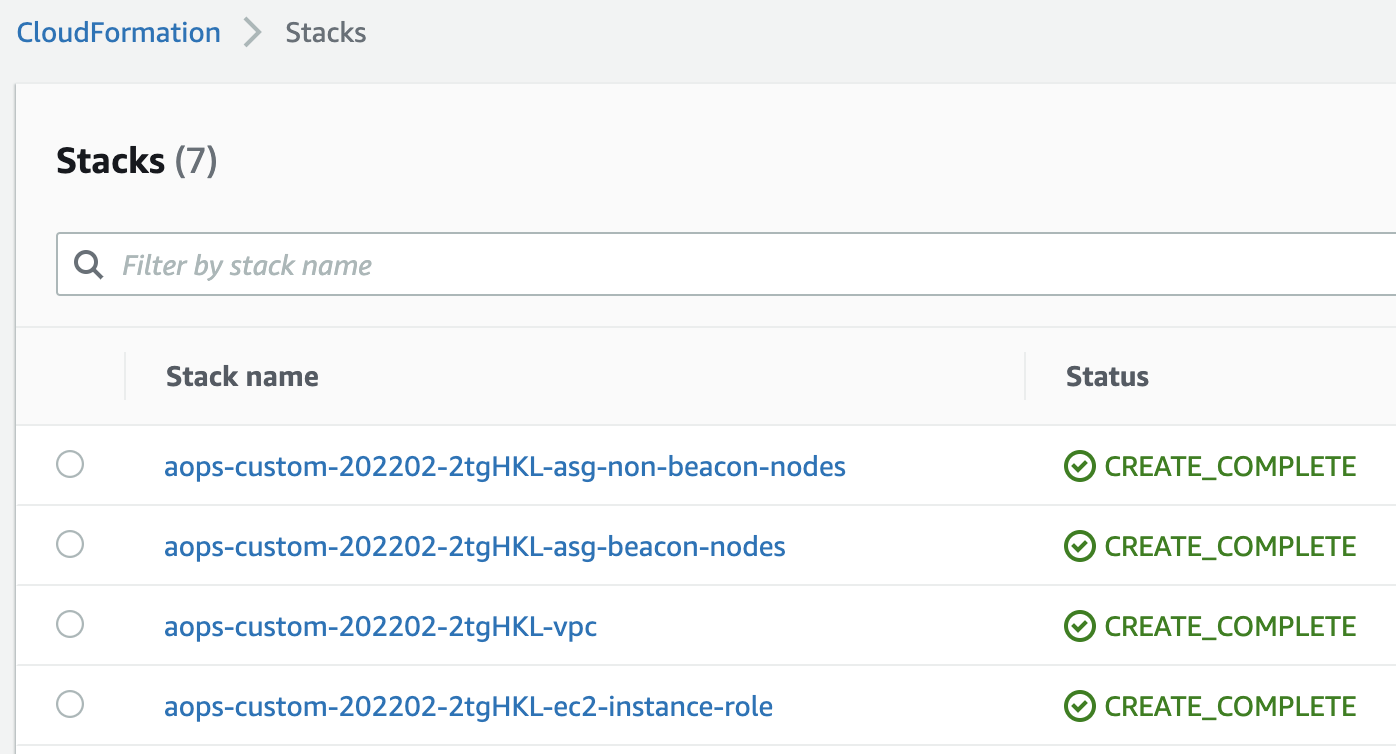 CloudFormation > Stacks
Stacks (7)
Filter by stack name
Stack name Status
aops-custom-202202-2tgHKL-asg-non-beacon-nodes CREATE_COMPLETE
aops-custom-202202-2tgHKL-asg-beacon-nodes CREATE_COMPLETE
aops-custom-202202-2tgHKL-vpc CREATE_COMPLETE
aops-custom-202202-2tgHKL-ec2-instance-role CREATE_COMPLETE